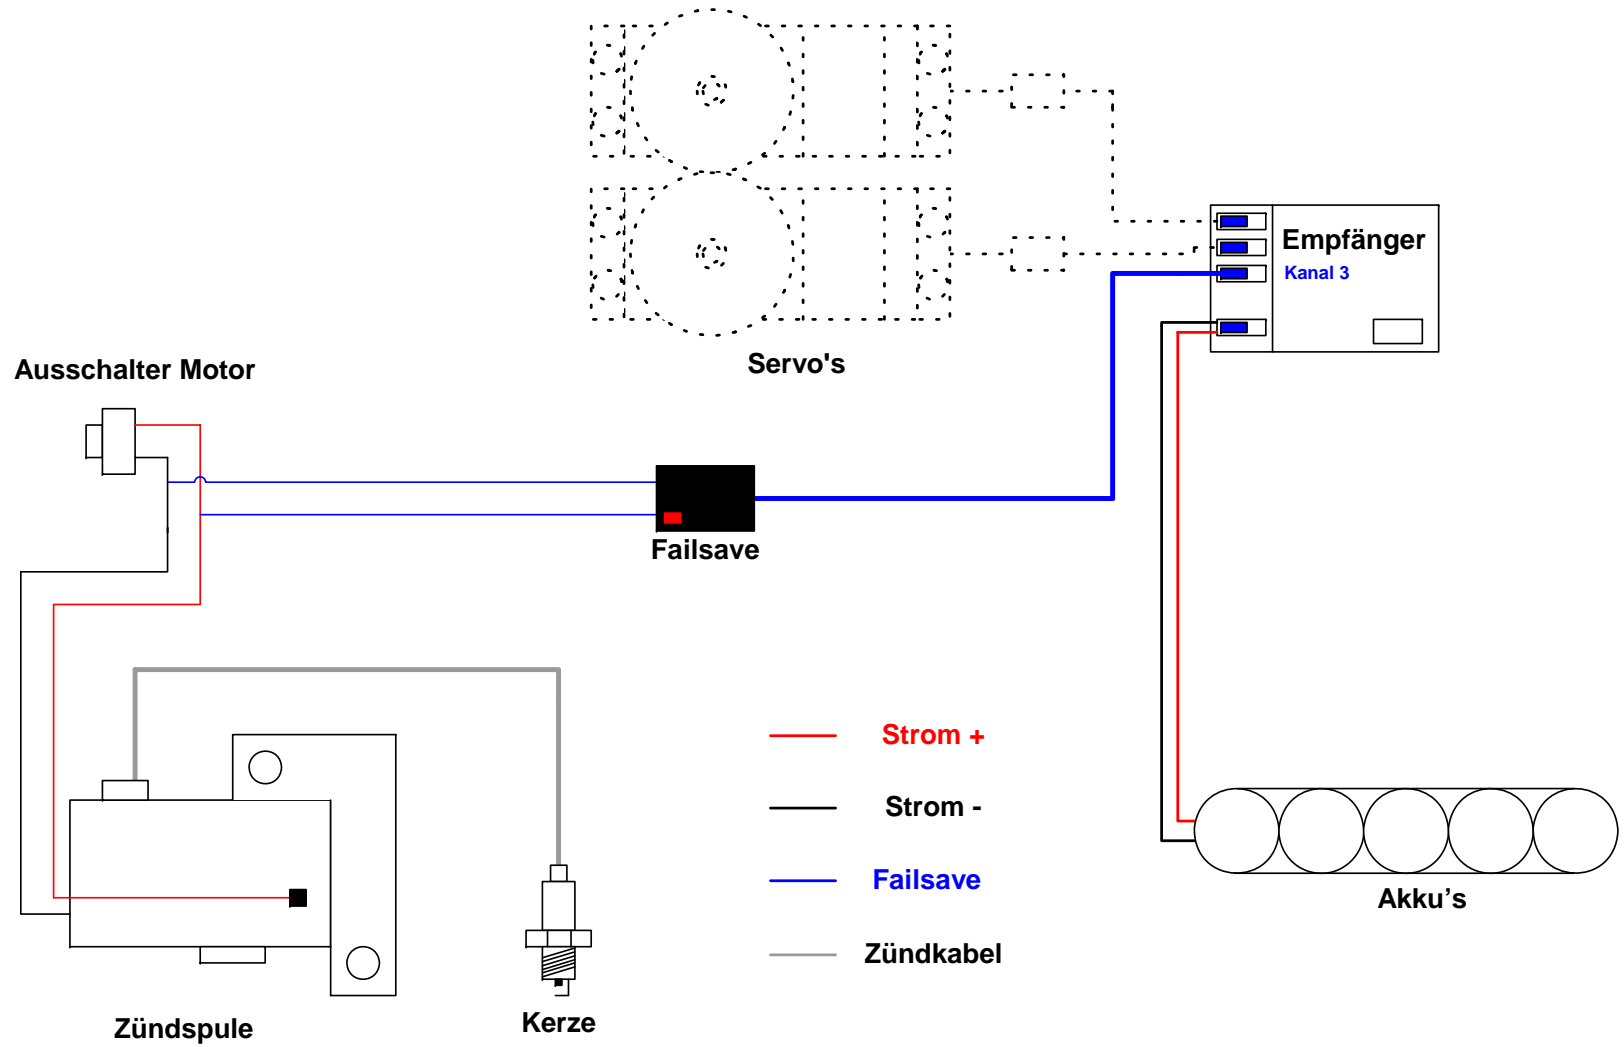 Empfänger
Kanal 3
Servo's
Ausschalter Motor
Failsave
Strom +
Strom -
Failsave
Zündkabel
Akku’s
Kerze
Zündspule